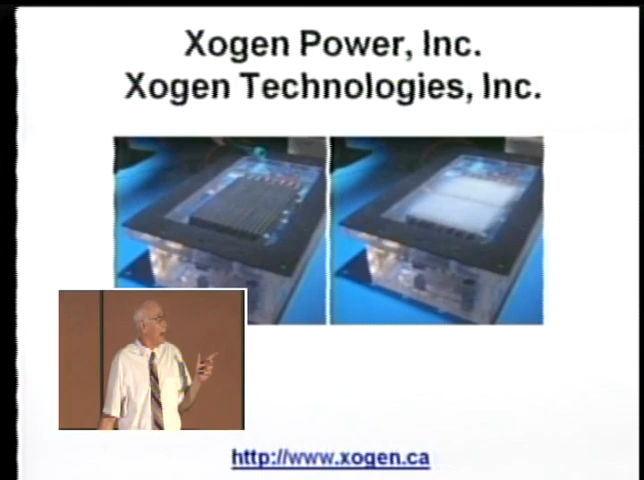 Xogen Power, Inc.
Xogen Technologies, Inc.
http://www.xogen.ca